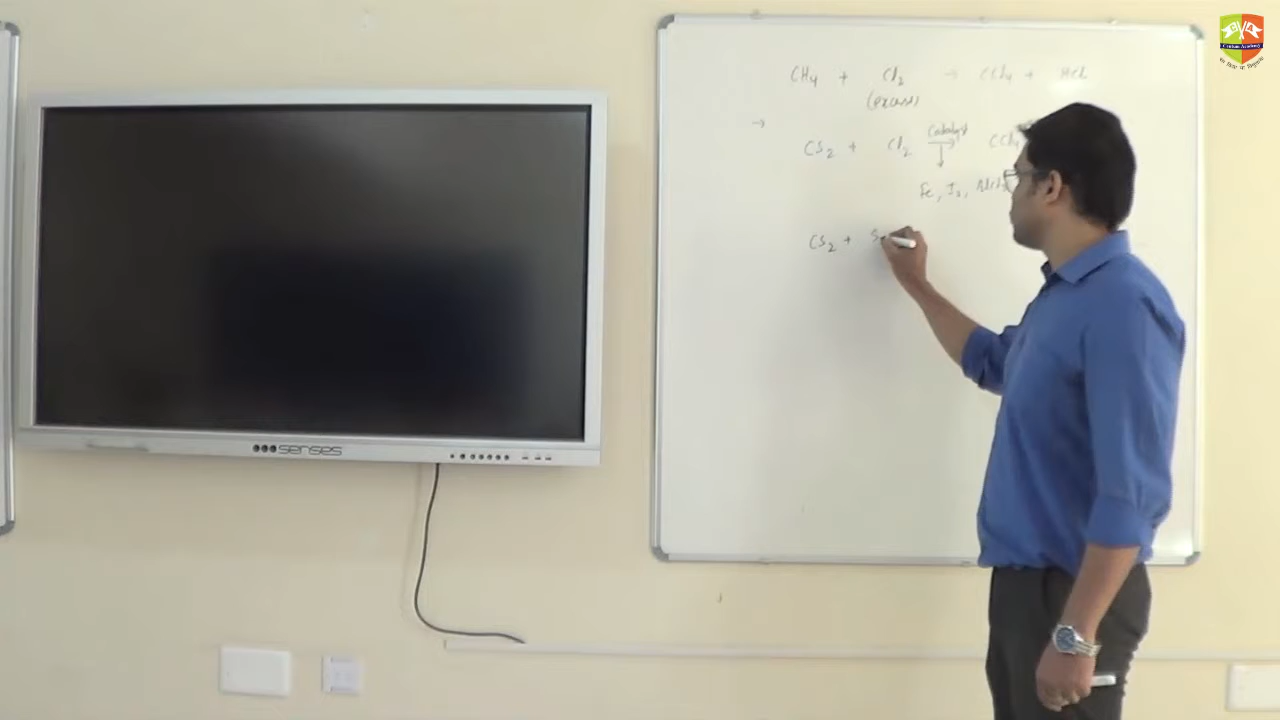 CH4 + Cl2 → CCl4 + HCl
(excess)
→
CS2 + Cl2 Catalyst → CCl4
Fe, I2, AlCl3
CS2 + S
senses